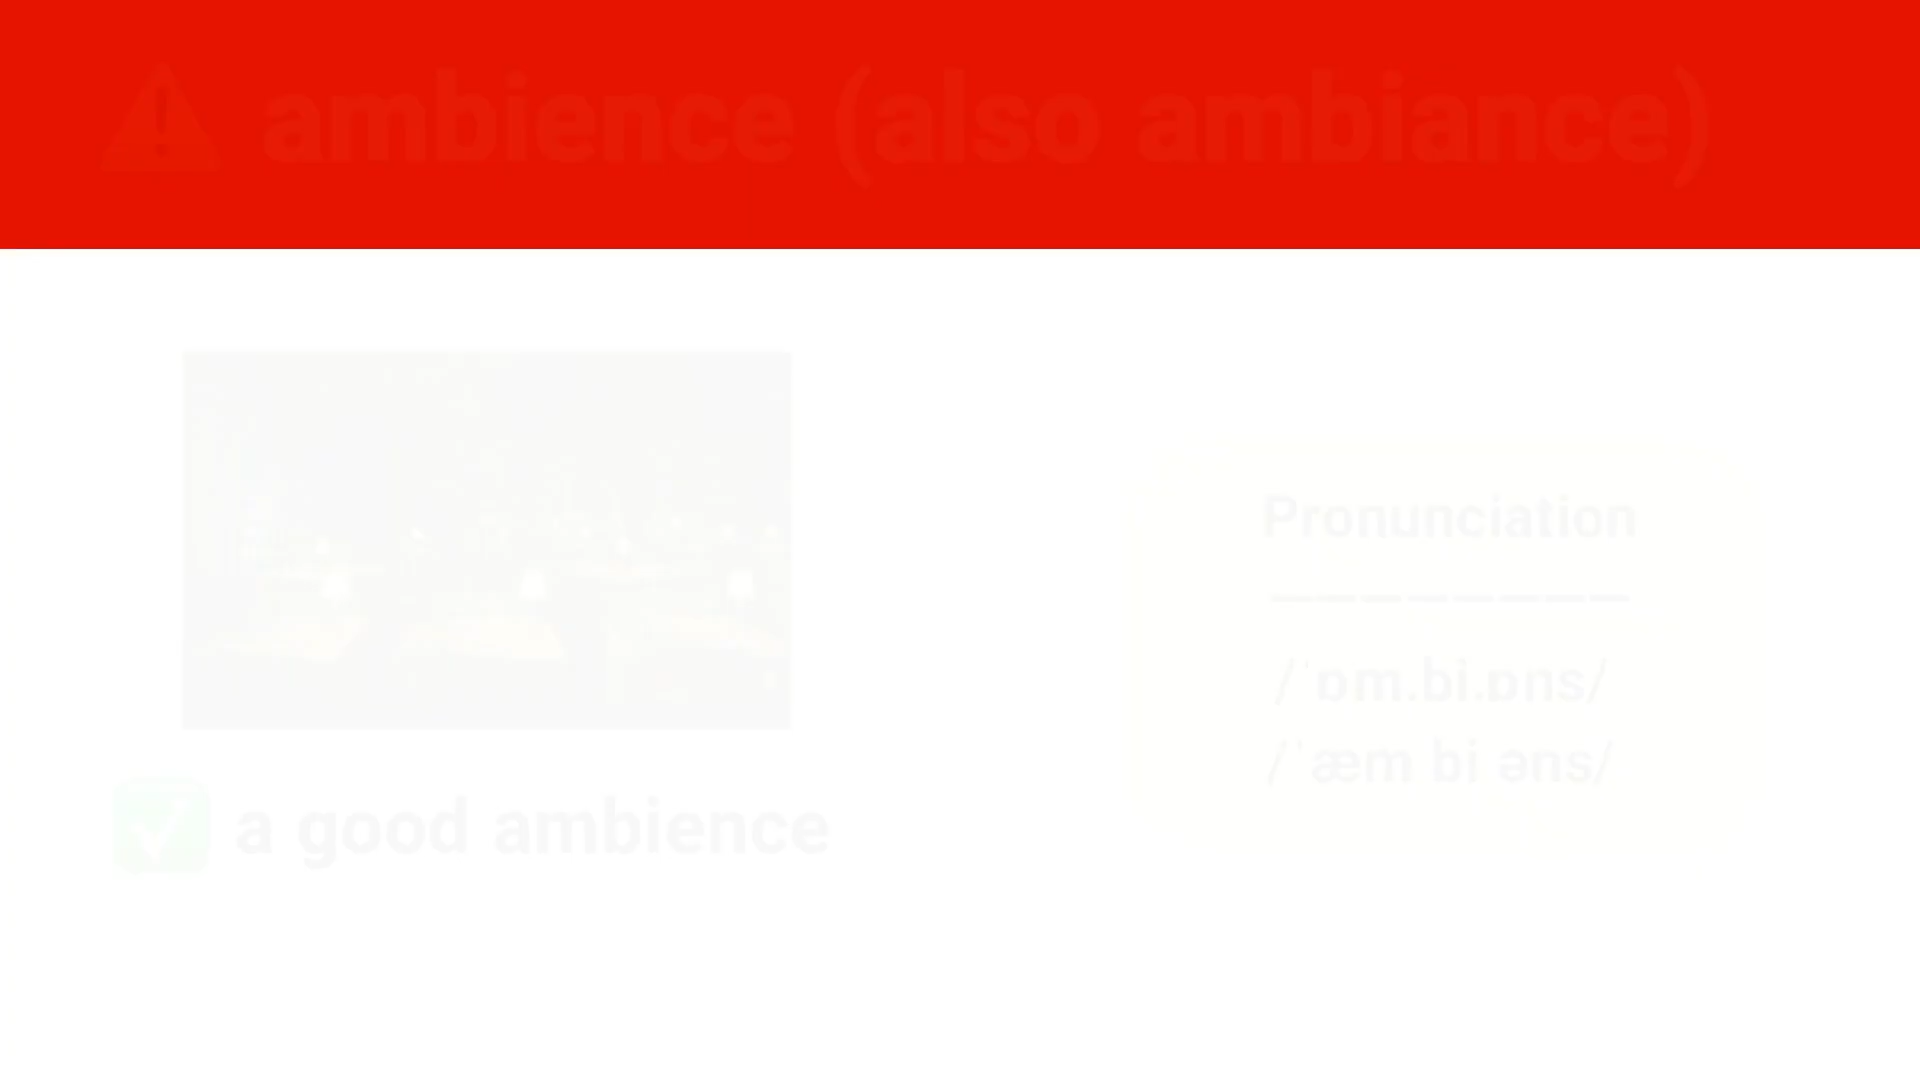 ambience (also ambiance)
a good ambience
Pronunciation
————————
/ˈɒm.bi.ɒns/
/ˈæm bi əns/